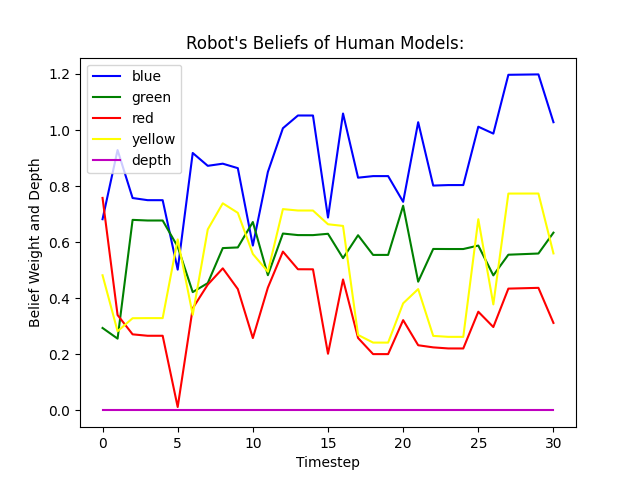 Robot's Beliefs of Human Models:
blue
green
red
yellow
depth
Belief Weight and Depth
1.2
1.0
0.8
0.6
0.4
0.2
0.0
0 5 10 15 20 25 30
Timestep